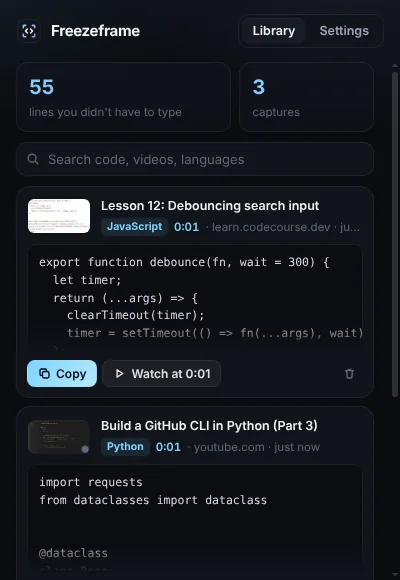 Freezeframe
Library
Settings
55
lines you didn't have to type
3
captures
Search code, videos, languages
Lesson 12: Debouncing search input
JavaScript 0:01 · learn.codecourse.dev · ju...
export function debounce(fn, wait = 300) {
let timer;
return (...args) => {
clearTimeout(timer);
timer = setTimeout(() => fn(...args), wait)
Copy
Watch at 0:01
Build a GitHub CLI in Python (Part 3)
Python 0:01 · youtube.com · just now
import requests
from dataclasses import dataclass
@dataclass